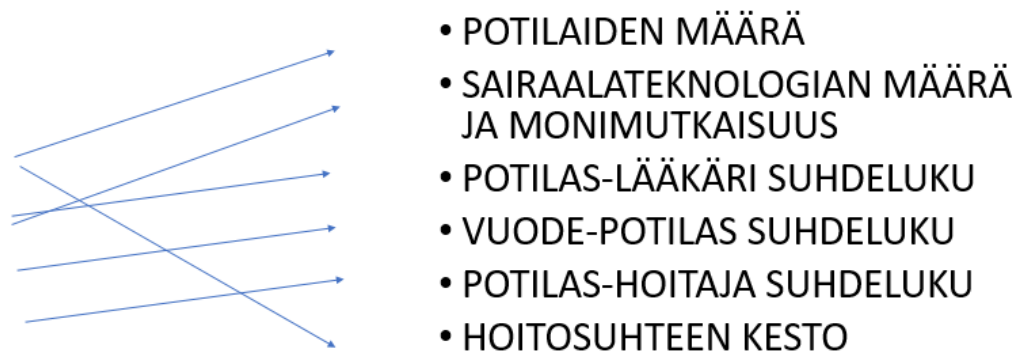 • POTILAIDEN MÄÄRÄ
• SAIRAALATEKNOLOGIAN MÄÄRÄ
JA MONIMUTKAISUUS
• POTILAS-LÄÄKÄRI SUHDELUKU
• VUODE-POTILAS SUHDELUKU
• POTILAS-HOITAJA SUHDELUKU
• HOITOSUHTEEN KESTO